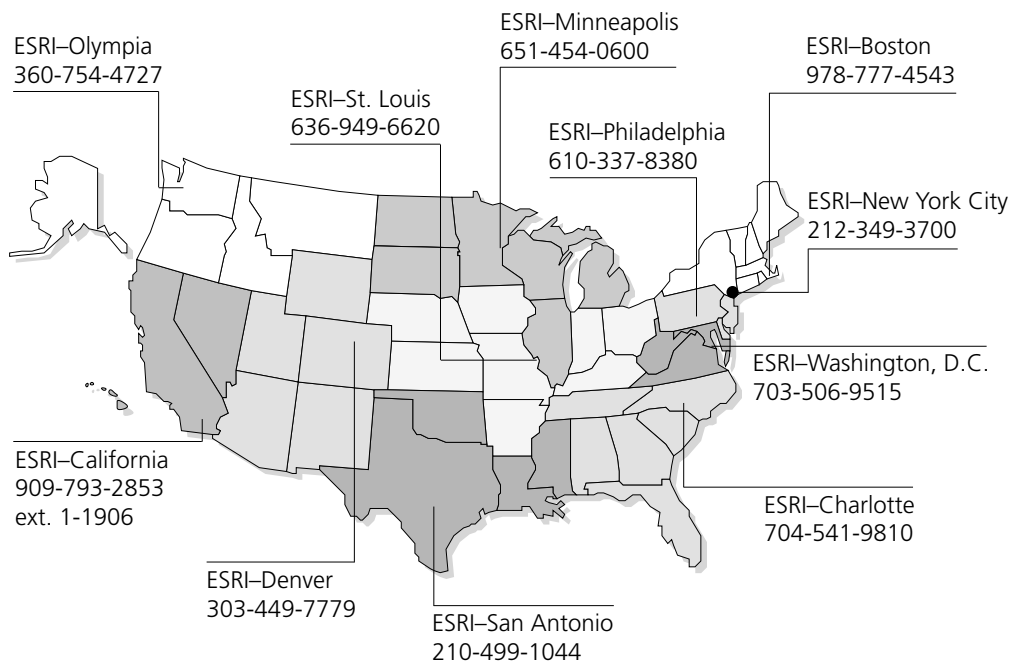 ESRI–Minneapolis
651-454-0600
ESRI–Olympia
360-754-4727
ESRI–Boston
978-777-4543
ESRI–St. Louis
636-949-6620
ESRI–Philadelphia
610-337-8380
ESRI–New York City
212-349-3700
ESRI–Washington, D.C.
703-506-9515
ESRI–California
909-793-2853
ext. 1-1906
ESRI–Charlotte
704-541-9810
ESRI–Denver
303-449-7779
ESRI–San Antonio
210-499-1044